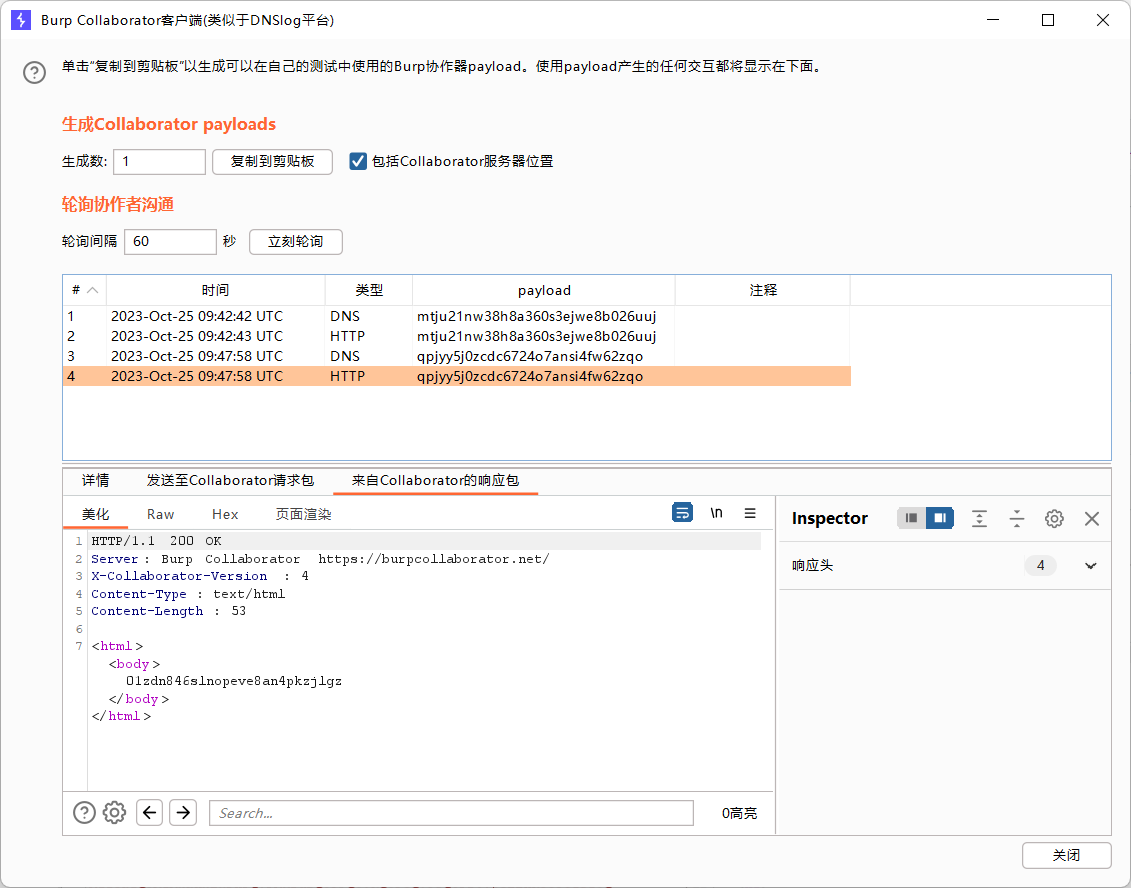 Burp Collaborator客户端(类似于DNSlog平台)
单击“复制到剪贴板”以生成可以在自己的测试中使用的Burp协作器payload。使用payload产生的任何交互都将显示在下面。
生成Collaborator payloads
生成数: 1 复制到剪贴板 包括Collaborator服务器位置
轮询协作者沟通
轮询间隔 60 秒 立刻轮询
# 时间 类型 payload 注释
1 2023-Oct-25 09:42:42 UTC DNS mtju21nw38h8a360s3ejwe8b026uuj
2 2023-Oct-25 09:42:43 UTC HTTP mtju21nw38h8a360s3ejwe8b026uuj
3 2023-Oct-25 09:47:58 UTC DNS qpjyy5j0zcdc6724o7ansi4fw62zqo
4 2023-Oct-25 09:47:58 UTC HTTP qpjyy5j0zcdc6724o7ansi4fw62zqo
详情 发送至Collaborator请求包 来自Collaborator的响应包
美化 Raw Hex 页面渲染 \n
Inspector
响应头 4
1 HTTP/1.1 200 OK
2 Server: Burp Collaborator https://burpcollaborator.net/
3 X-Collaborator-Version : 4
4 Content-Type : text/html
5 Content-Length : 53
6
7 <html>
<body>
01zdn846slnopeve8an4pkzjlgz
</body>
</html>
Search...
0高亮
关闭